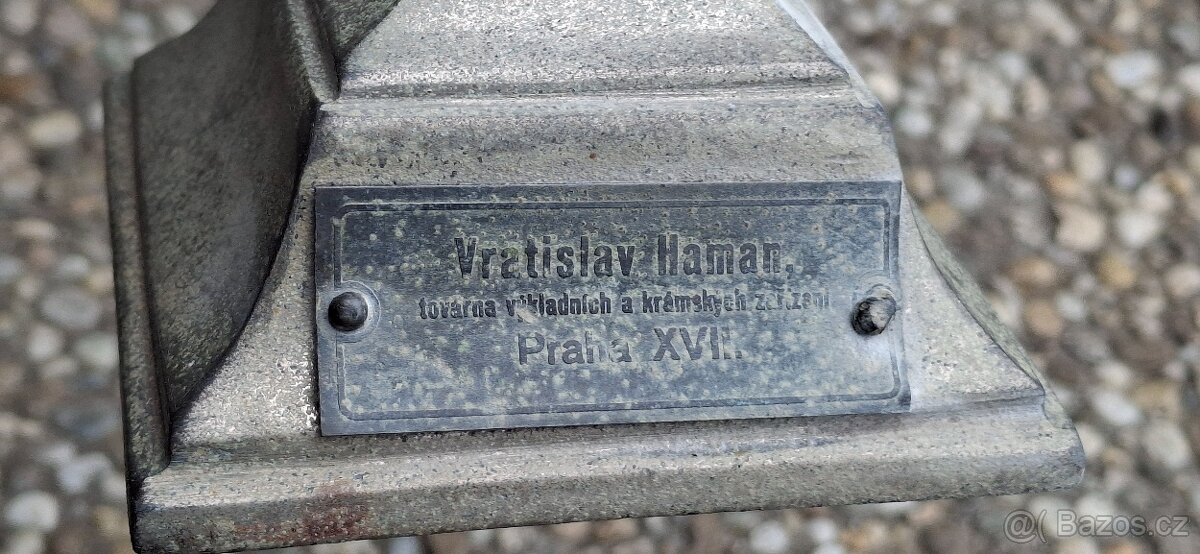 Vratislav Haman,
továrna výkladních a krámských zařízení
Praha XVII.
@( Bazos.cz